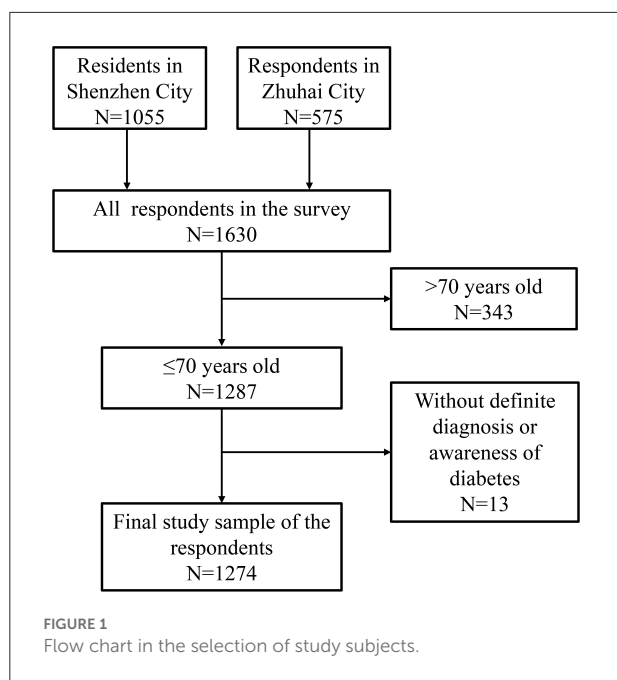 Residents in
Shenzhen City
N=1055
Respondents in
Zhuhai City
N=575
All respondents in the survey
N=1630
>70 years old
N=343
≤70 years old
N=1287
Without definite
diagnosis or
awareness of
diabetes
N=13
Final study sample of the
respondents
N=1274
FIGURE 1
Flow chart in the selection of study subjects.